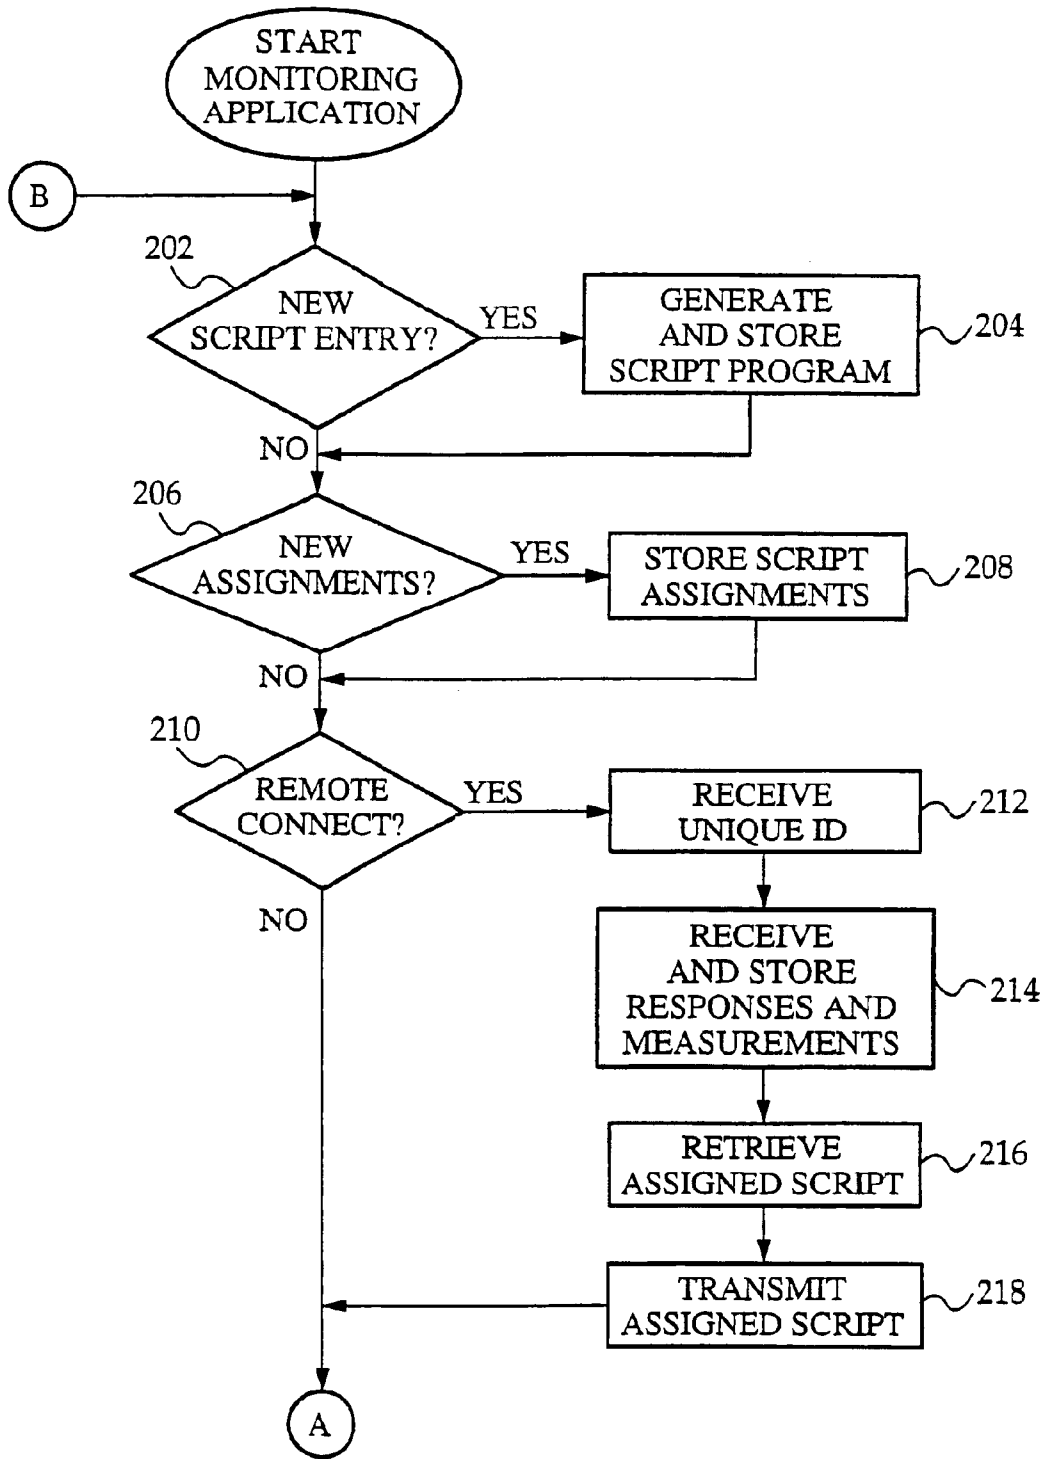 START
MONITORING
APPLICATION
B
202
NEW
SCRIPT ENTRY?
YES
GENERATE
AND STORE
SCRIPT PROGRAM
204
NO
206
NEW
ASSIGNMENTS?
YES
STORE SCRIPT
ASSIGNMENTS
208
NO
210
REMOTE
CONNECT?
YES
RECEIVE
UNIQUE ID
212
NO
RECEIVE
AND STORE
RESPONSES AND
MEASUREMENTS
214
RETRIEVE
ASSIGNED SCRIPT
216
TRANSMIT
ASSIGNED SCRIPT
218
A